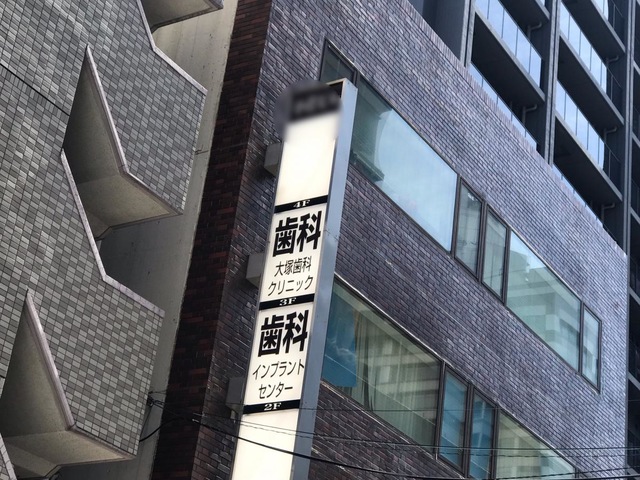 4F
歯科
大塚歯科
クリニック
3F
歯科
インプラント
センター
2F